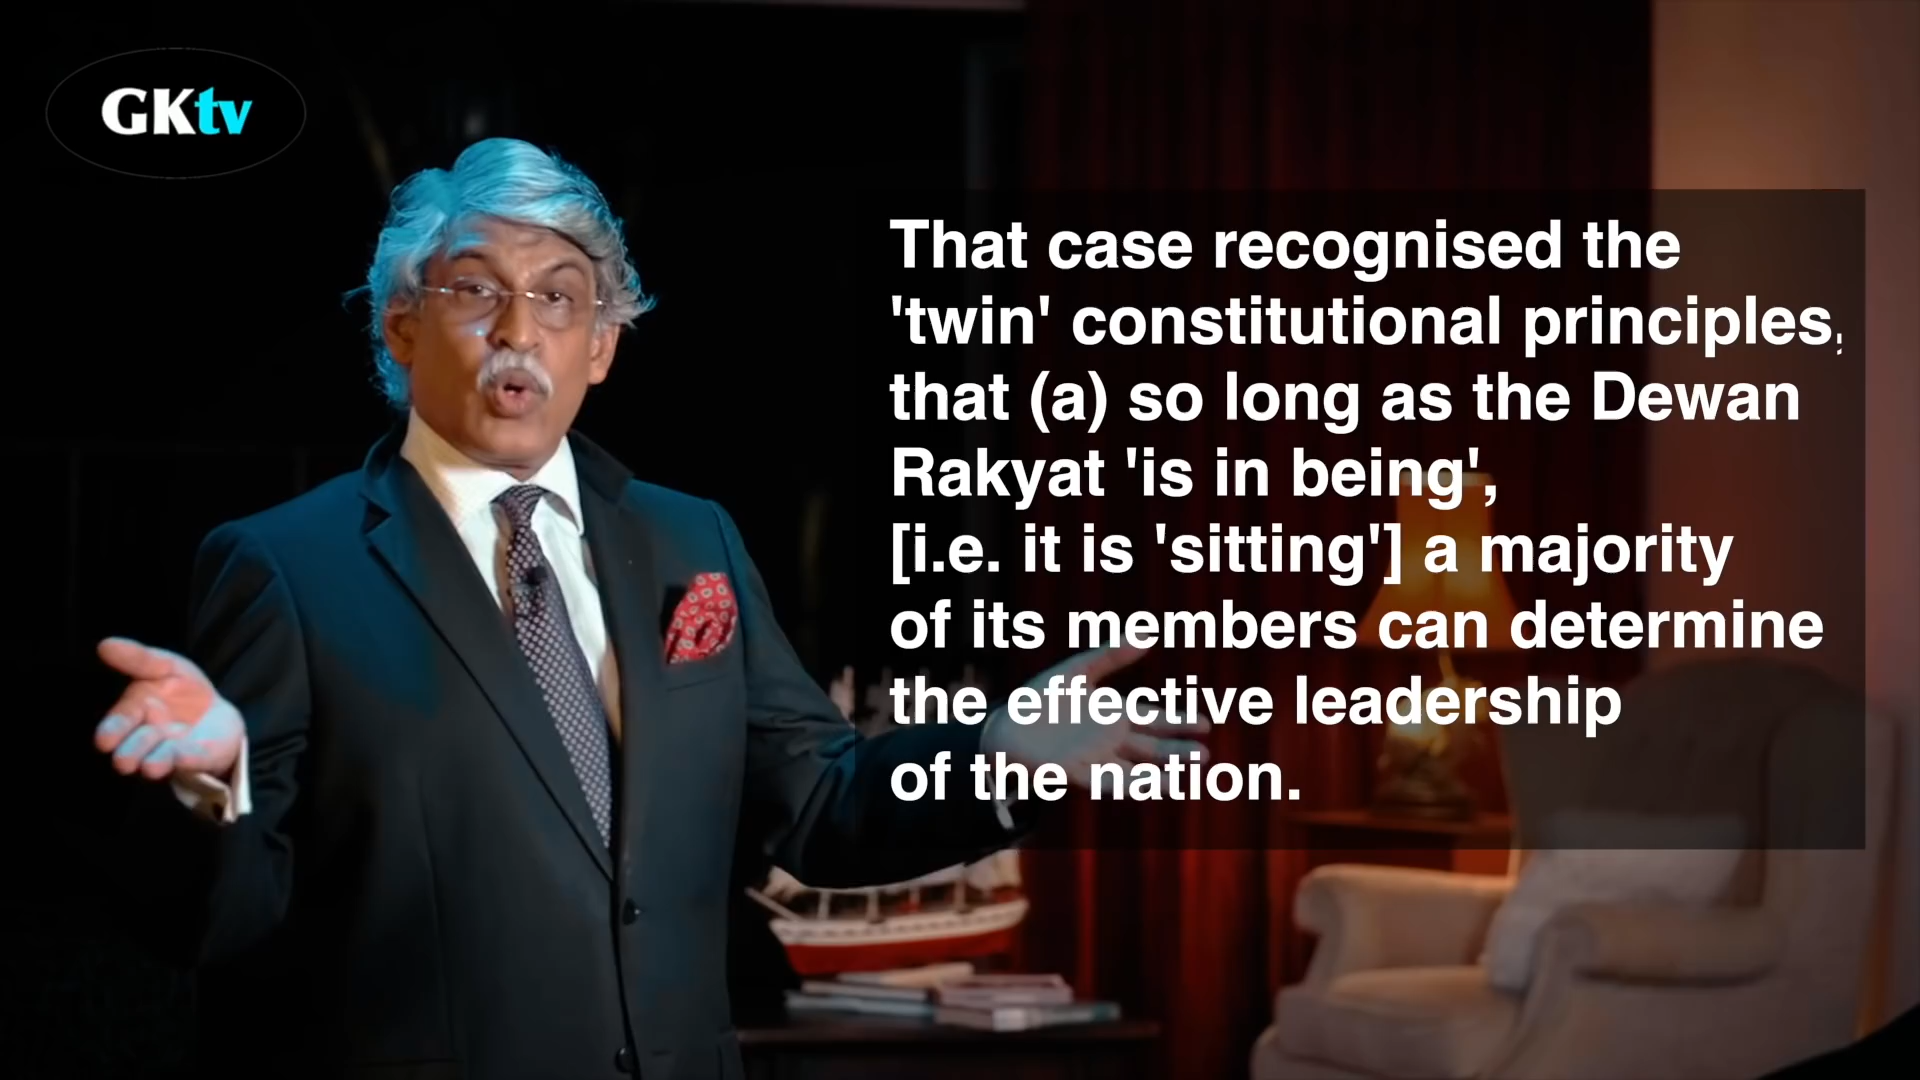 GKtv
That case recognised the
'twin' constitutional principles,
that (a) so long as the Dewan
Rakyat 'is in being',
[i.e. it is 'sitting'] a majority
of its members can determine
the effective leadership
of the nation.